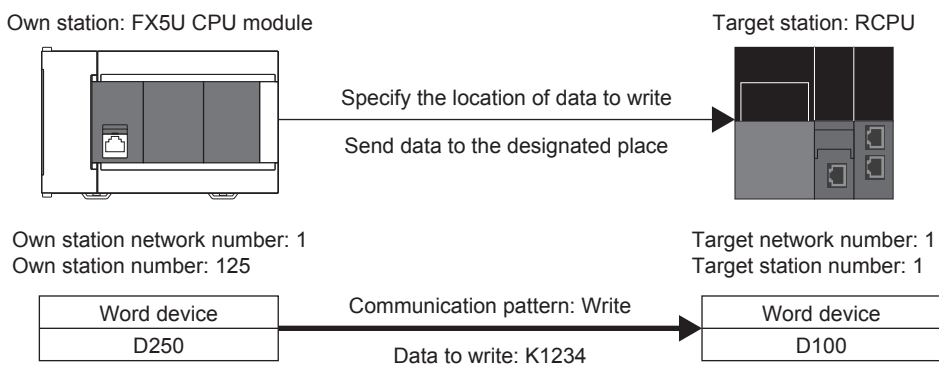 Own station: FX5U CPU module
Target station: RCPU
Specify the location of data to write
Send data to the designated place
Own station network number: 1
Own station number: 125
Target network number: 1
Target station number: 1
Word device
D250
Communication pattern: Write
Data to write: K1234
Word device
D100